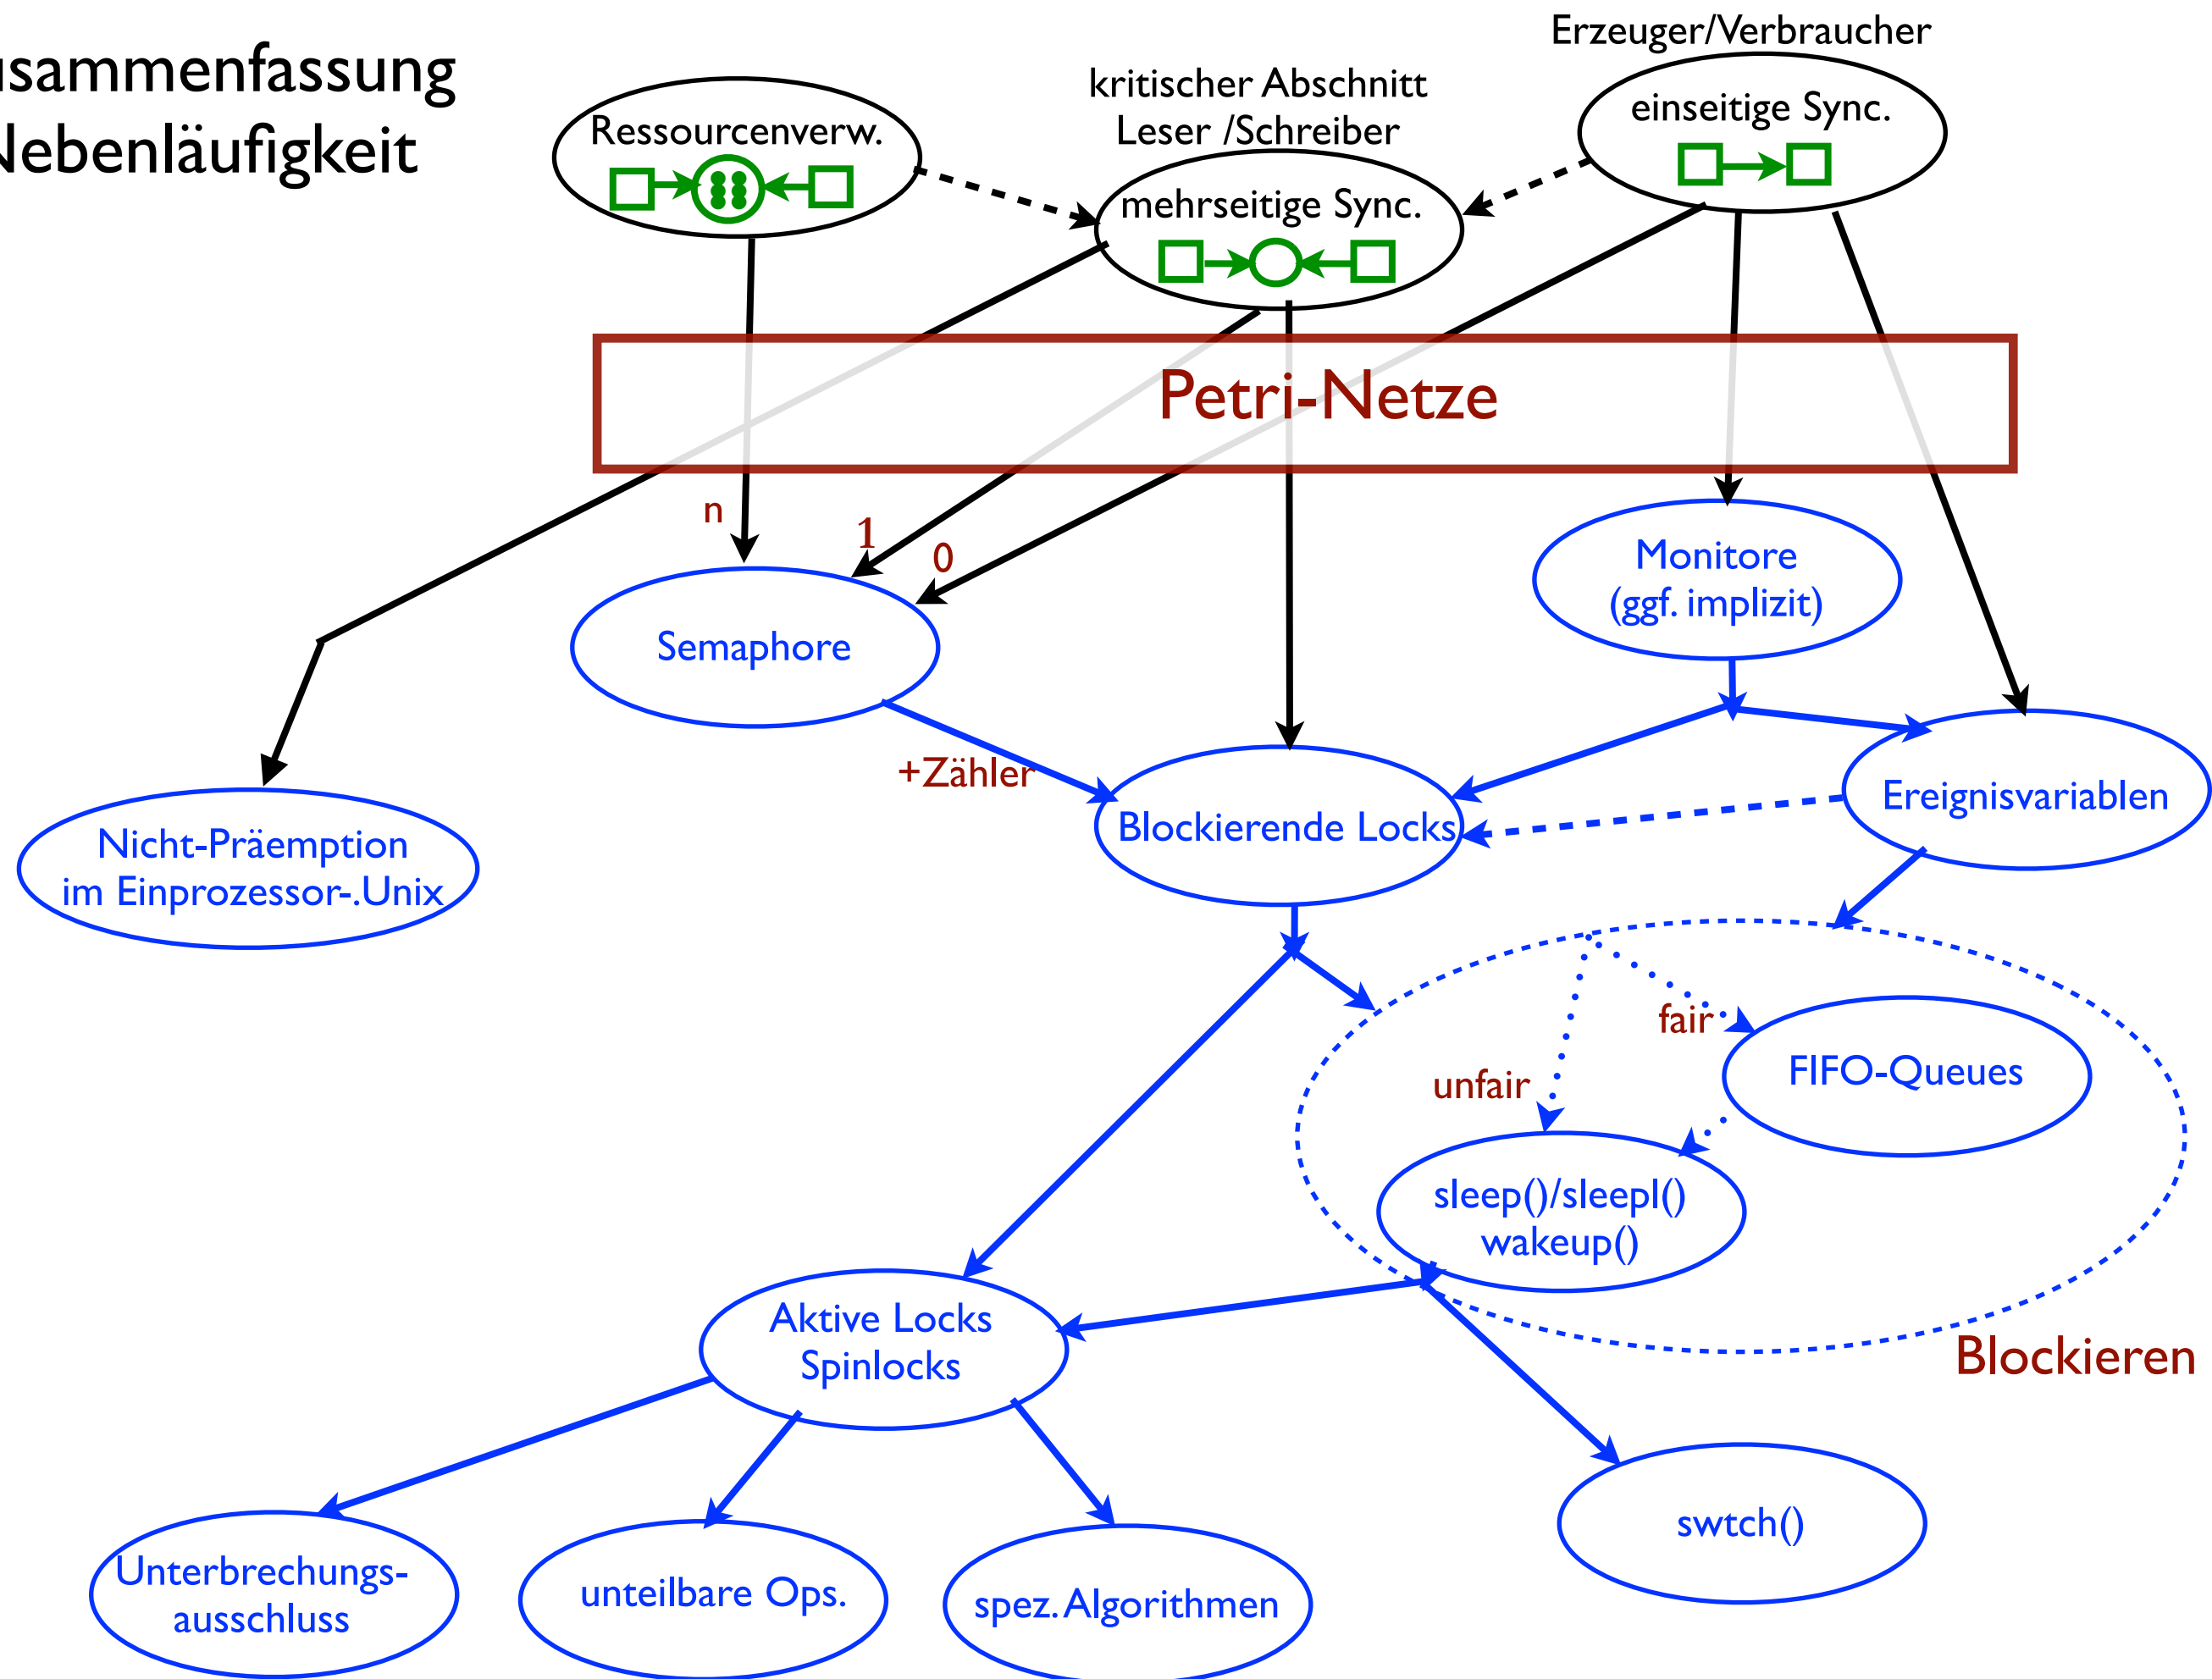 usammenfassung
Nebenläufigkeit
Erzeuger/Verbraucher
einseitige Sync.
kritischer Abschnitt
Leser /Schreiber
mehrseitige Sync.
Ressourcenverw.
Petri-Netze
n
1
0
Monitore
(ggf. implizit)
Semaphore
+Zähler
Blockierende Locks
Ereignisvariablen
Nicht-Präemption
im Einprozessor-.Unix
fair
unfair
FIFO-Queues
sleep()/sleepl()
wakeup()
Aktive Locks
Spinlocks
Blockieren
swtch()
Unterbrechungs-
ausschluss
unteilbare Ops.
spez. Algorithmen